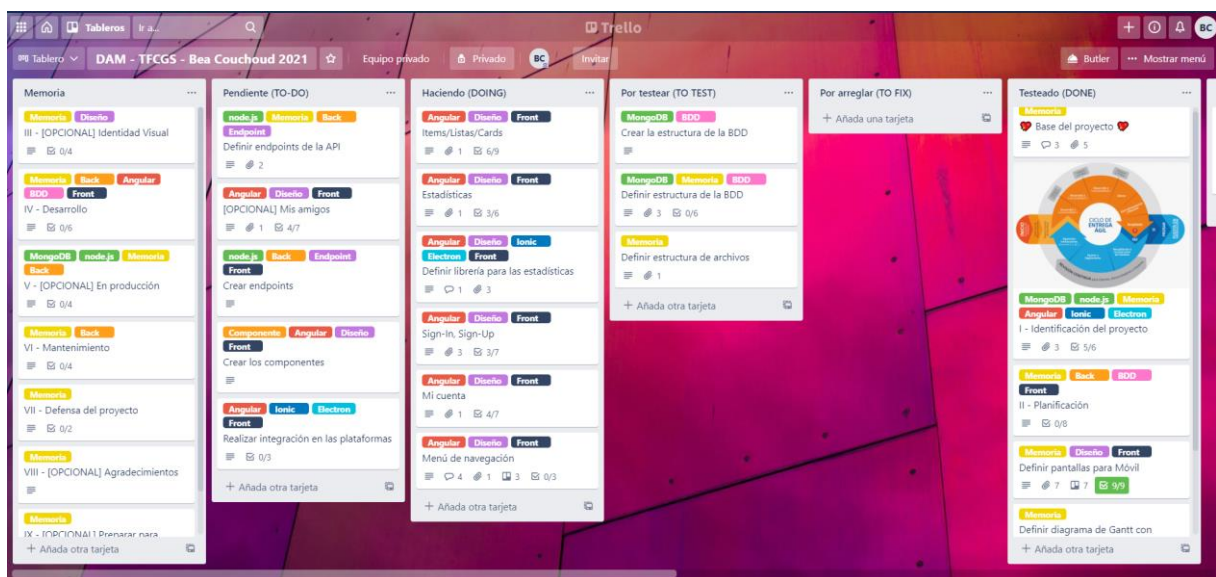 Tableros
Ir a...
Trello
BC
Tablero
DAM - TFCGS - Bea Couchoud 2021
Equipo privado
Privado
BC
Invitar
Butler
Mostrar menú
Memoria
Memoria Diseño
III - [OPCIONAL] Identidad Visual
0/4
Memoria Back Angular
BDD Front
IV - Desarrollo
0/6
MongoDB node.js Memoria
Back
V - [OPCIONAL] En producción
0/4
Memoria Back
VI - Mantenimiento
0/4
Memoria
VII - Defensa del proyecto
0/2
Memoria
VIII - [OPCIONAL] Agradecimientos
Memoria
IX - [OPCIONAL] Preparar para
+ Añada otra tarjeta
Pendiente (TO-DO)
node.js Memoria Back
Endpoint
Definir endpoints de la API
2
Angular Diseño Front
[OPCIONAL] Mis amigos
1 4/7
node.js Back Endpoint
Front
Crear endpoints
Componente Angular Diseño
Front
Crear los componentes
Angular Ionic Electron
Front
Realizar integración en las plataformas
0/3
+ Añada otra tarjeta
Haciendo (DOING)
Angular Diseño Front
Items/Listas/Cards
1 6/9
Angular Diseño Front
Estadísticas
1 3/6
Angular Diseño Ionic
Electron Front
Definir librería para las estadísticas
1 3
Angular Diseño Front
Sign-In, Sign-Up
3 3/7
Angular Diseño Front
Mi cuenta
1 4/7
Angular Diseño Front
Menú de navegación
4 1 3 0/3
+ Añada otra tarjeta
Por testear (TO TEST)
MongoDB BDD
Crear la estructura de la BDD
MongoDB Memoria BDD
Definir estructura de la BDD
3 0/6
Memoria
Definir estructura de archivos
1
+ Añada otra tarjeta
Por arreglar (TO FIX)
+ Añada una tarjeta
Testeado (DONE)
Memoria
Base del proyecto
3 5
CICLO DE
ENTREGA
ÁGIL
MongoDB node.js Memoria
Angular Ionic Electron
I - Identificación del proyecto
3 5/6
Memoria Back BDD
Front
II - Planificación
0/8
Memoria Diseño Front
Definir pantallas para Móvil
7 7 9/9
Memoria
Definir diagrama de Gantt con
+ Añada otra tarjeta